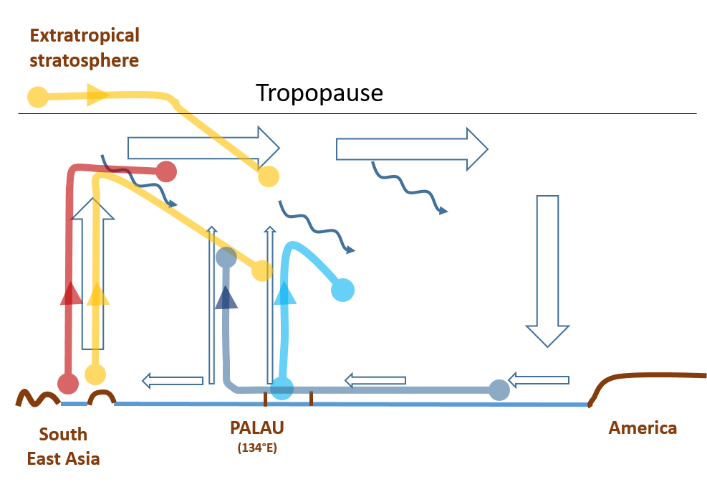 Extratropical
stratosphere
Tropopause
South
East Asia
PALAU
(134°E)
America